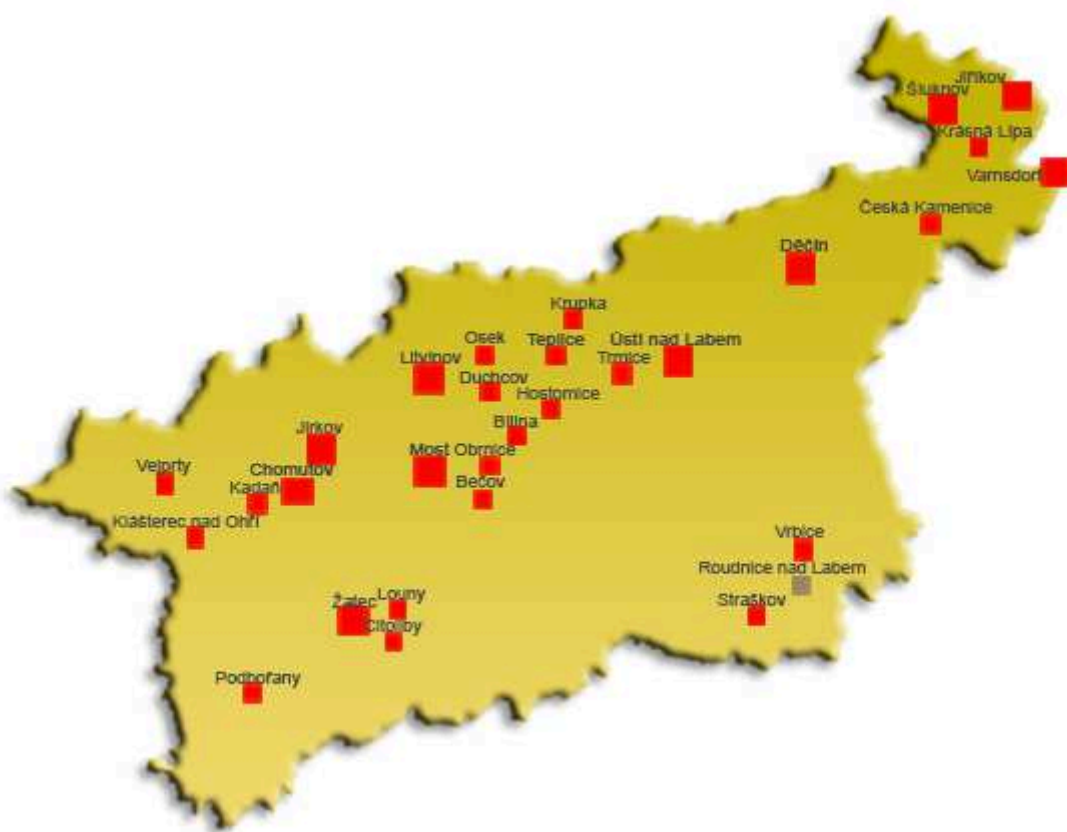 Jiříkov
Šluknov
Krásná Lípa
Varnsdorf
Česká Kamenice
Děčín
Krupka
Osek
Teplice
Ústí nad Labem
Litvínov
Trmice
Duchcov
Hostomice
Bílina
Jirkov
Most Obrnice
Vejprty
Chomutov
Kadaň
Bečov
Klášterec nad Ohří
Vrbice
Roudnice nad Labem
Straškov
Louny
Žatec
Citoliby
Podbořany